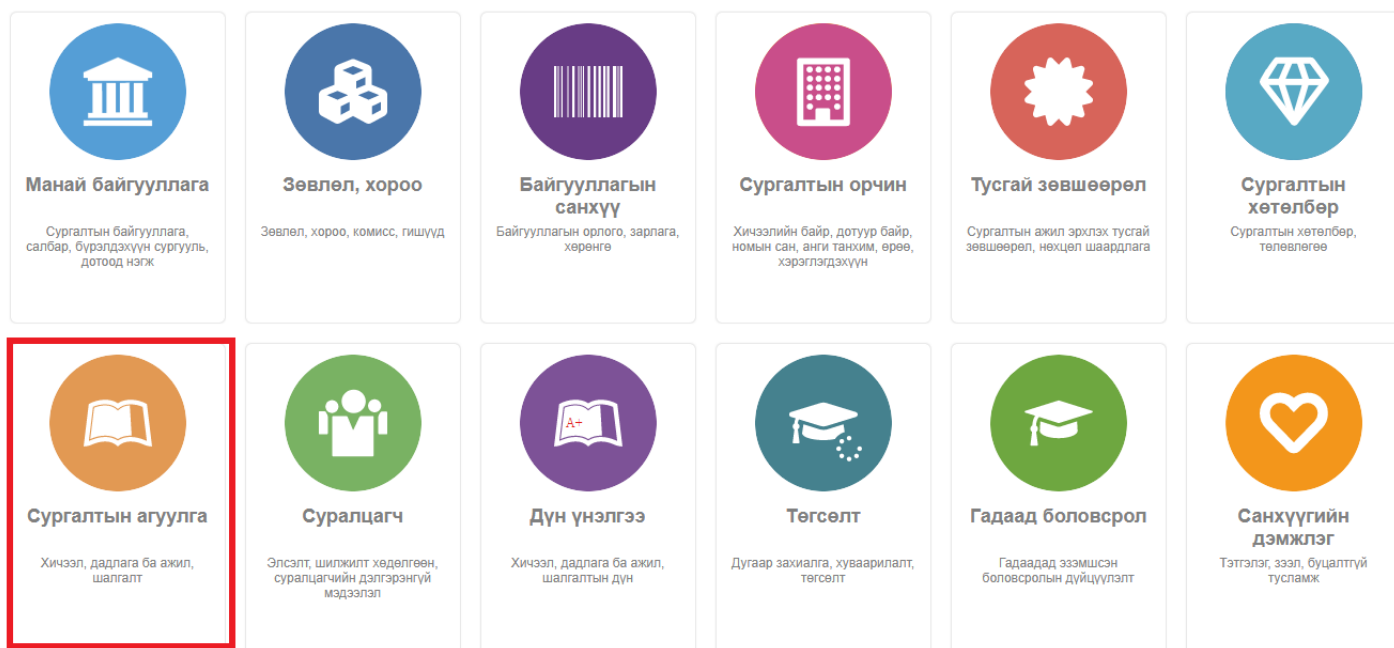 Манай байгууллага
Сургалтын байгууллага,
салбар, бүрэлдэхүүн сургууль,
дотоод нэгж
Зөвлөл, хороо
Зөвлөл, хороо, комисс, гишүүд
Байгууллагын
санхүү
Байгууллагын орлого, зарлага,
хөрөнгө
Сургалтын орчин
Хичээлийн байр, дотуур байр,
номын сан, анги танхим, өрөө,
хэрэглэгдэхүүн
Тусгай зөвшөөрөл
Сургалтын ажил эрхлэх тусгай
зөвшөөрөл, нөхцөл шаардлага
Сургалтын
хөтөлбөр
Сургалтын хөтөлбөр,
төлөвлөгөө
Сургалтын агуулга
Хичээл, дадлага ба ажил,
шалгалт
Суралцагч
Элсэлт, шилжилт хөдөлгөөн,
суралцагчийн дэлгэрэнгүй
мэдээлэл
A+
Дүн үнэлгээ
Хичээл, дадлага ба ажил,
шалгалтын дүн
Төгсөлт
Дугаар захиалга, хуваарилалт,
төгсөлт
Гадаад боловсрол
Гадаадад эзэмшсэн
боловсролын дүйцүүлэлт
Санхүүгийн
дэмжлэг
Тэтгэлэг, зээл, буцалтгүй
тусламж